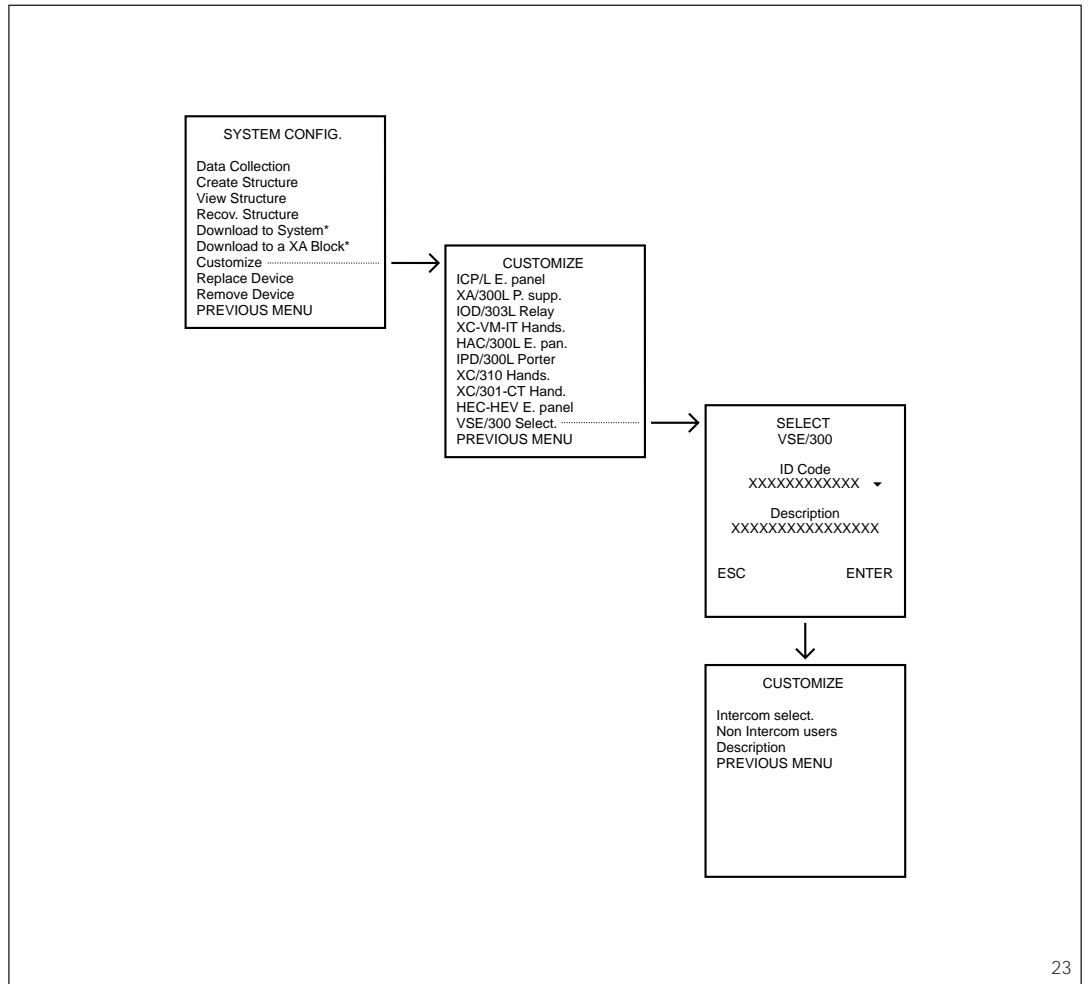 SYSTEM CONFIG.
Data Collection
Create Structure
View Structure
Recov. Structure
Download to System*
Download to a XA Block*
Customize
Replace Device
Remove Device
PREVIOUS MENU
CUSTOMIZE
ICP/L E. panel
XA/300L P. supp.
IOD/303L Relay
XC-VM-IT Hands.
HAC/300L E. pan.
IPD/300L Porter
XC/310 Hands.
XC/301-CT Hand.
HEC-HEV E. panel
VSE/300 Select.
PREVIOUS MENU
SELECT
VSE/300
ID Code
XXXXXXXXXXXX
Description
XXXXXXXXXXXXXXXX
ESC ENTER
CUSTOMIZE
Intercom select.
Non Intercom users
Description
PREVIOUS MENU
23